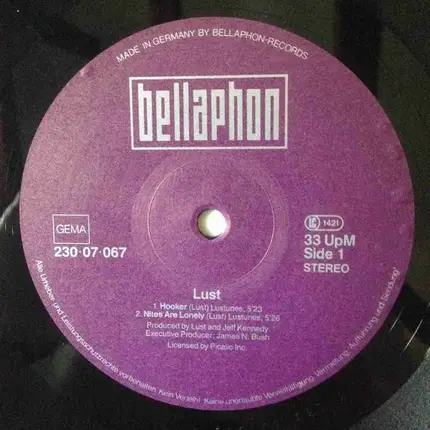 MADE IN GERMANY BY BELLAPHON-RECORDS
bellaphon
GEMA
230·07·067
LC 1421
33 UpM
Side 1
STEREO
Lust
1. Hooker (Lust) Lustunes, 5'23
2. Nites Are Lonely (Lust) Lustunes, 5'26
Produced by Lust and Jeff Kennedy
Executive Producer: James N. Bush
Licensed by Picaso Inc.
Alle Urheber und Leistungsschutzrechte vorbehalten. Kein Verleih! Keine unerlaubte Vervielfältigung, Vermietung, Aufführung und Sendung!